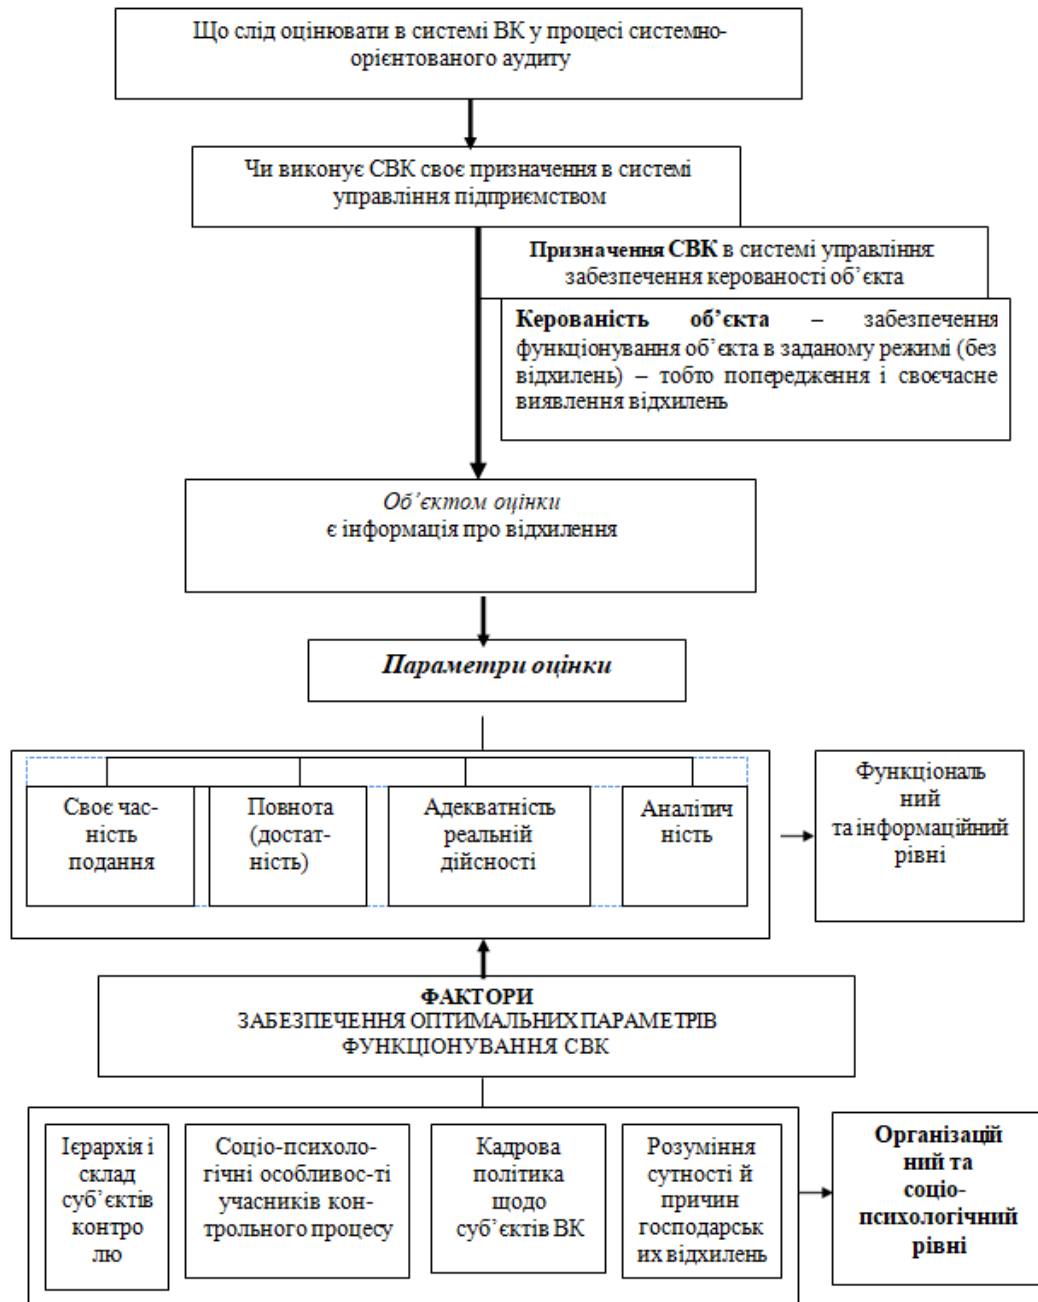 Що слід оцінювати в системі ВК у процесі системно-
орієнтованого аудиту
Чи виконує СВК своє призначення в системі
управління підприємством
Призначення СВК в системі управління:
забезпечення керованості об’єкта
Керованість об’єкта – забезпечення
функціонування об’єкта в заданому режимі (без
відхилень) – тобто попередження і своєчасне
виявлення відхилень
Об’єктом оцінки
є інформація про відхилення
Параметри оцінки
Своє час-
ність
подання
Повнота
(достат-
ність)
Адекватність
реальній
дійсності
Аналітич
ність
Функціональ
ний
та інформаційний
рівні
ФАКТОРИ
ЗАБЕЗПЕЧЕННЯ ОПТИМАЛЬНИХ ПАРАМЕТРІВ
ФУНКЦІОНУВАННЯ СВК
Ієрархія і
склад
суб’єктів
контро
лю
Соціо-психоло-
гічні особливос-ті
учасників кон-
трольного процесу
Кадрова
політика
щодо
суб’єктів ВК
Розуміння
сутності й
причин
господарськ
их відхилень
Організацій
ний та
соціо-
психологічний
рівні